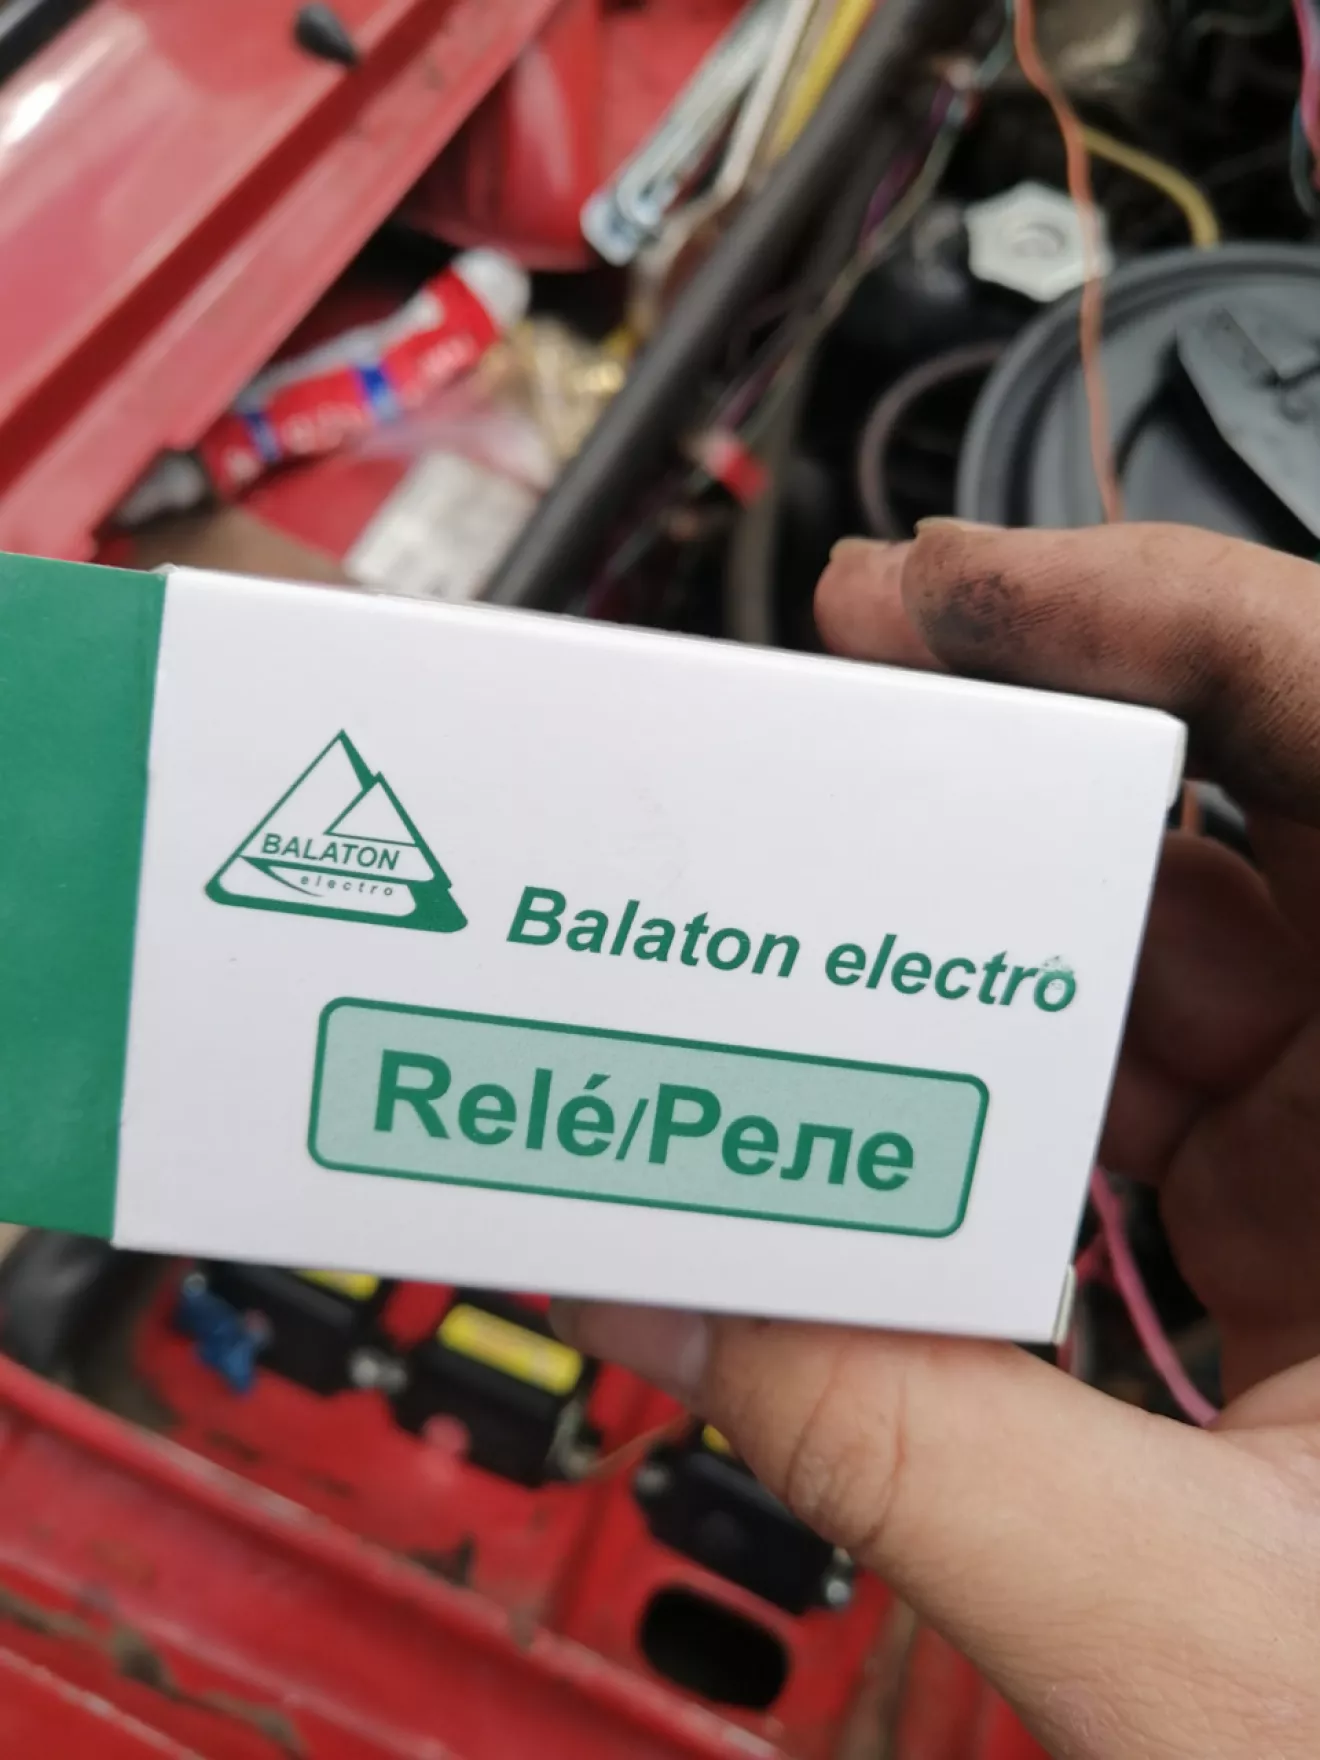 BALATON
electro
Balaton electro
Relé/Реле